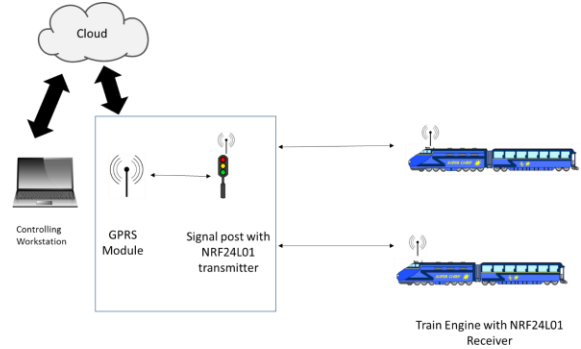 Cloud
Controlling
Workstation
GPRS
Module
Signal post with
NRF24L01
transmitter
Train Engine with NRF24L01
Receiver